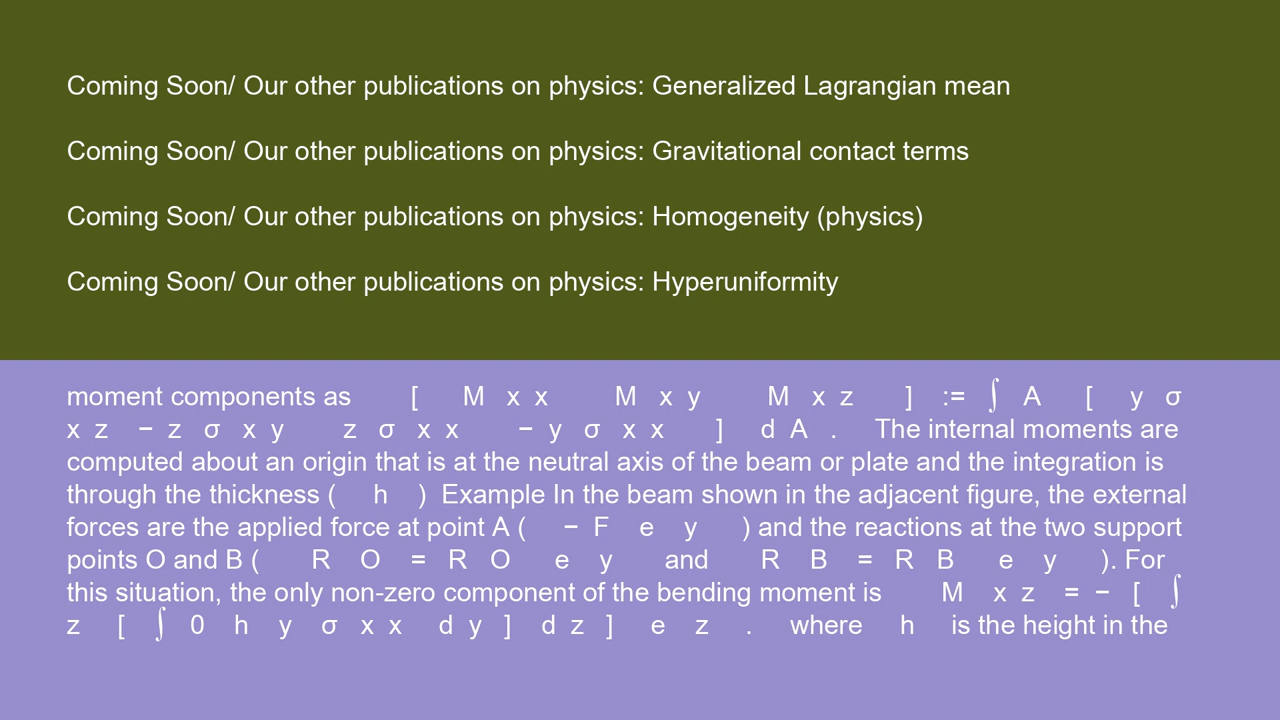 Coming Soon/ Our other publications on physics: Generalized Lagrangian mean
Coming Soon/ Our other publications on physics: Gravitational contact terms
Coming Soon/ Our other publications on physics: Homogeneity (physics)
Coming Soon/ Our other publications on physics: Hyperuniformity
moment components as [ M x x M x y M x z ] := ∫ A [ y σ
x z − z σ x y z σ x x − y σ x x ] d A . The internal moments are
computed about an origin that is at the neutral axis of the beam or plate and the integration is
through the thickness ( h ) Example In the beam shown in the adjacent figure, the external
forces are the applied force at point A ( − F e y ) and the reactions at the two support
points O and B ( R O = R O e y and R B = R B e y ). For
this situation, the only non-zero component of the bending moment is M x z = − [ ∫
z [ ∫ 0 h y σ x x d y ] d z ] e z . where h is the height in the